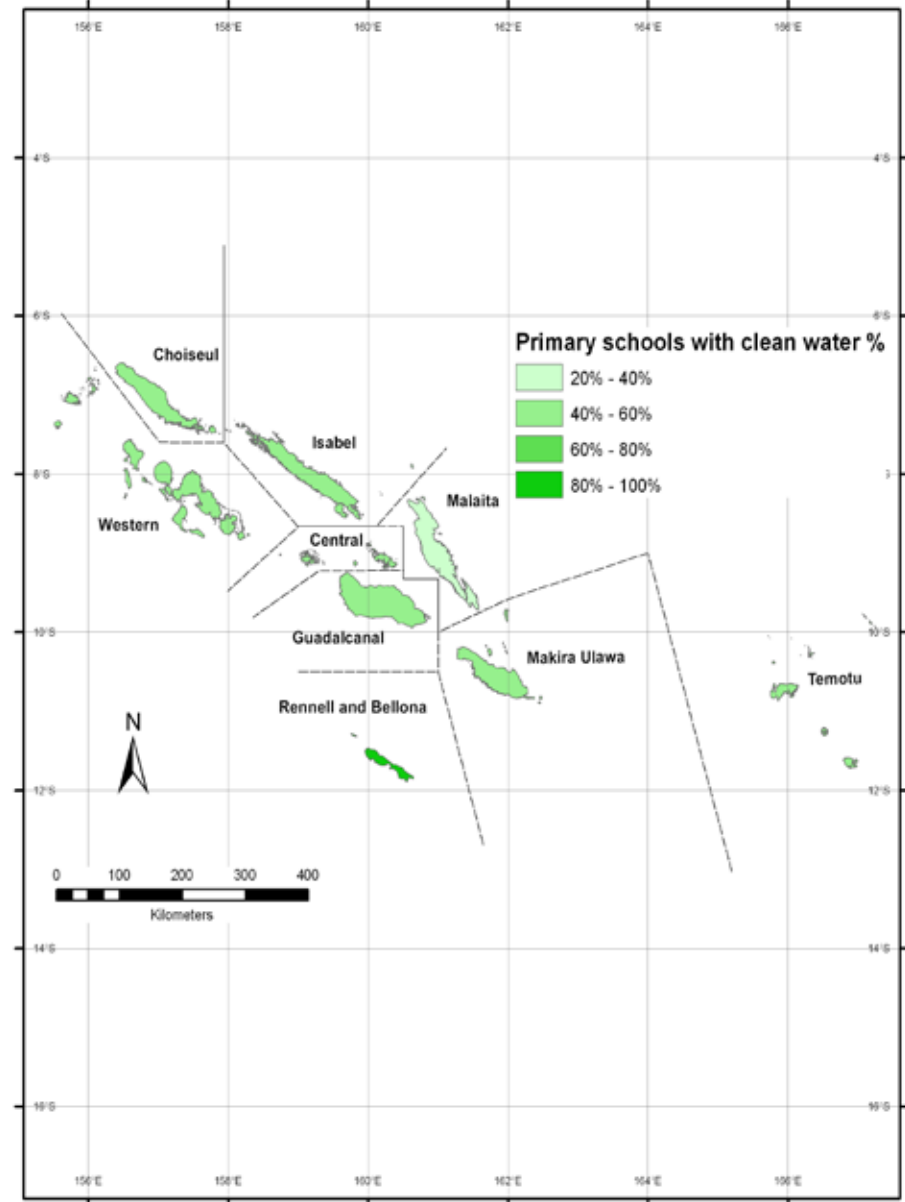 156°E 158°E 160°E 162°E 164°E 166°E
4°S 4°S
6°S 6°S
Primary schools with clean water %
Choiseul
20% - 40%
40% - 60%
Isabel
60% - 80%
8°S S
80% - 100%
Malaita
Western
Central
10°S 10°S
Guadalcanal
Makira Ulawa
Temotu
Rennell and Bellona
N
12°S 12°S
0 100 200 300 400
Kilometers
14°S 14°S
16°S 16°S
156°E 158°E 160°E 162°E 164°E 166°E